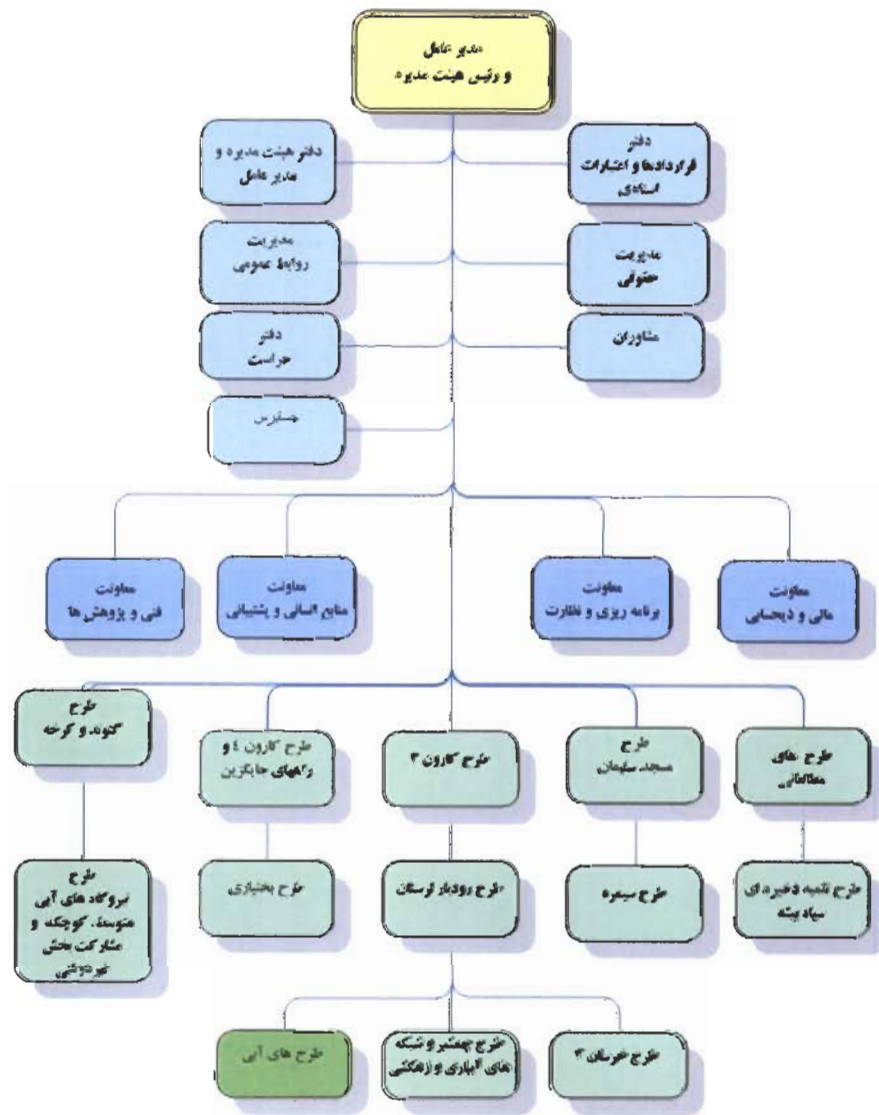 مدیر عامل
و رئیس هیئت مدیره
دفتر
قراردادها و اعتبارات
اسنادی
دفتر هیئت مدیره و
مدیر عامل
مدیریت
حقوقی
مدیریت
روابط عمومی
مشاوران
دفتر
حراست
حسابرس
معاونت
مالی و ذیحسابی
معاونت
برنامه ریزی و نظارت
معاونت
منابع انسانی و پشتیبانی
معاونت
فنی و پژوهش ها
طرح های
مطالعاتی
طرح
مسجد سلیمان
طرح کارون ۳
طرح کارون ٤ و
راههای جایگزین
طرح
گتوند و کرخه
طرح تلمبه ذخیره ای
سیاه بیشه
طرح سیمره
طرح رودبار لرستان
طرح بختیاری
طرح
نیروگاه های آبی
متوسط، کوچک و
مشارکت بخش
غیردولتی
طرح خرسان ۳
طرح چمشیر و شبکه
های آبیاری و زهکشی
طرح های آبی